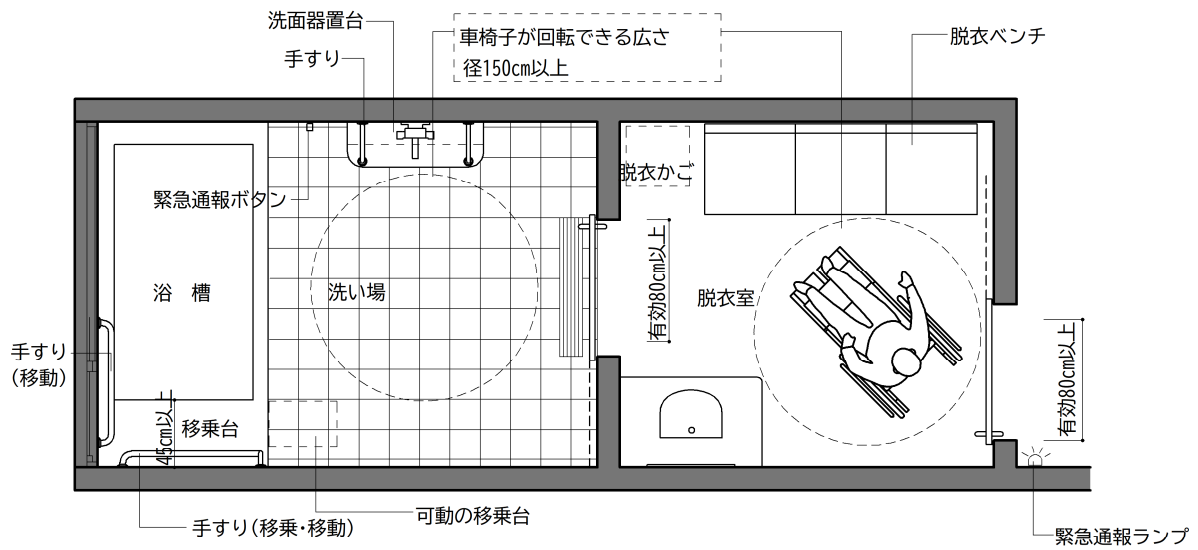 洗面器置台
手すり
車椅子が回転できる広さ
径150cm以上
脱衣ベンチ
脱衣かご
緊急通報ボタン
有効80cm以上
浴 槽
洗い場
脱衣室
手すり
(移動)
有効80cm以上
45cm以上
移乗台
手すり(移乗・移動)
可動の移乗台
緊急通報ランプ